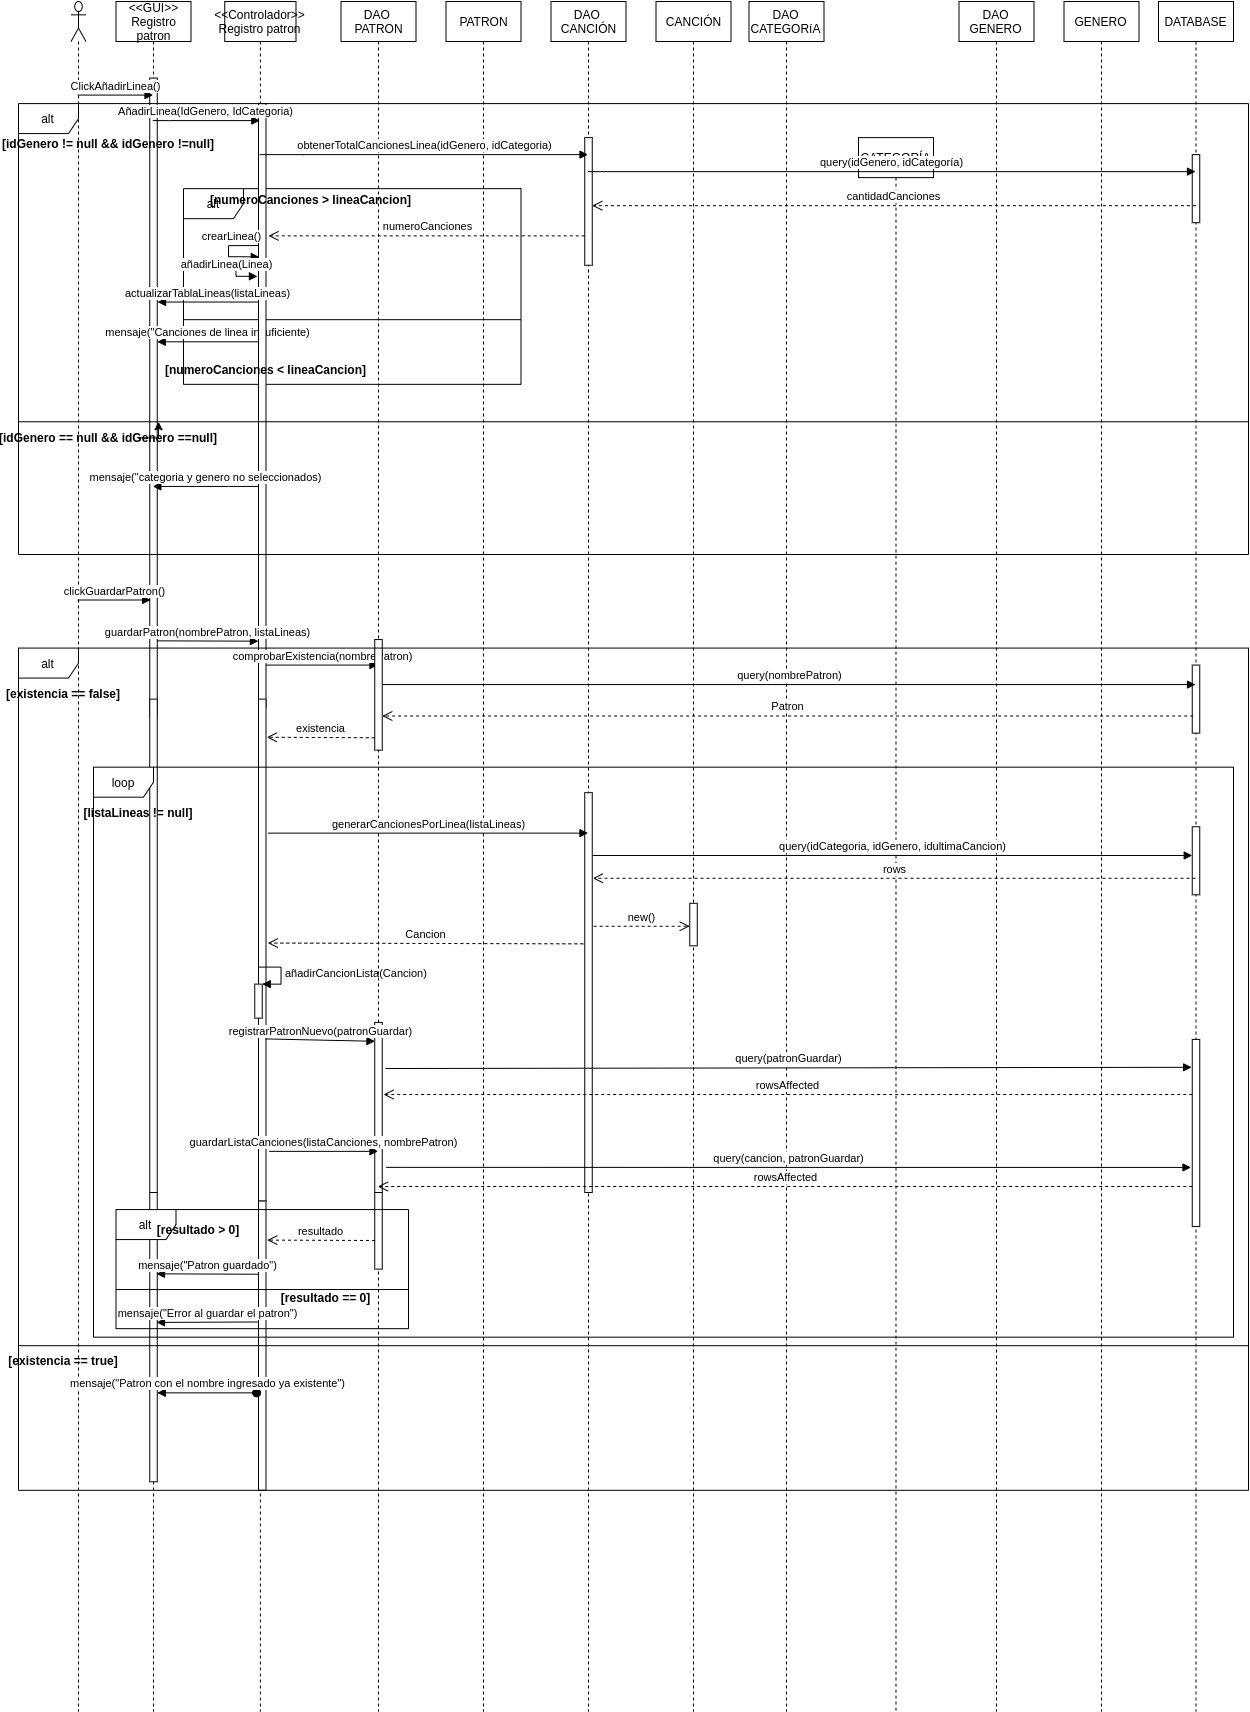 <<GUI>>
Registro
patron
<<Controlador>>
Registro patron
DAO
PATRON
PATRON
DAO
CANCIÓN
CANCIÓN
DAO
CATEGORíA
DAO
GENERO
GENERO
DATABASE
ClickAñadirLinea()
alt
AñadirLinea(IdGenero, IdCategoria)
[idGenero != null && idGenero !=null]
obtenerTotalCancionesLinea(idGenero, idCategoria)
CATEGORÍA
query(idGenero, idCategoría)
alt
[numeroCanciones > lineaCancion]
cantidadCanciones
numeroCanciones
crearLinea()
añadirLinea(Linea)
actualizarTablaLineas(listaLineas)
mensaje("Canciones de linea insuficiente)
[numeroCanciones < lineaCancion]
[idGenero == null && idGenero ==null]
mensaje("categoria y genero no seleccionados)
clickGuardarPatron()
guardarPatron(nombrePatron, listaLineas)
alt
comprobarExistencia(nombrePatron)
[existencia == false]
query(nombrePatron)
Patron
existencia
loop
[listaLineas != null]
generarCancionesPorLinea(listaLineas)
query(idCategoria, idGenero, idultimaCancion)
rows
new()
Cancion
añadirCancionLista(Cancion)
registrarPatronNuevo(patronGuardar)
query(patronGuardar)
rowsAffected
guardarListaCanciones(listaCanciones, nombrePatron)
query(cancion, patronGuardar)
rowsAffected
alt
[resultado > 0]
resultado
mensaje("Patron guardado")
[resultado == 0]
mensaje("Error al guardar el patron")
[existencia == true]
mensaje("Patron con el nombre ingresado ya existente")